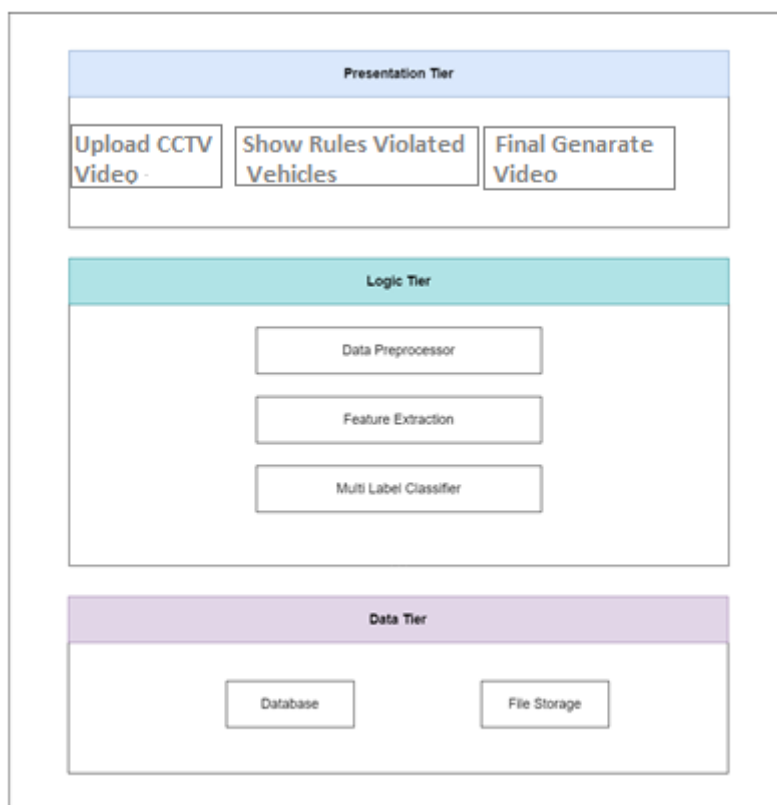 Presentation Tier
Upload CCTV
Video
Show Rules Violated
Vehicles
Final Genarate
Video
Logic Tier
Data Preprocessor
Feature Extraction
Multi Label Classifier
Data Tier
Database
File Storage